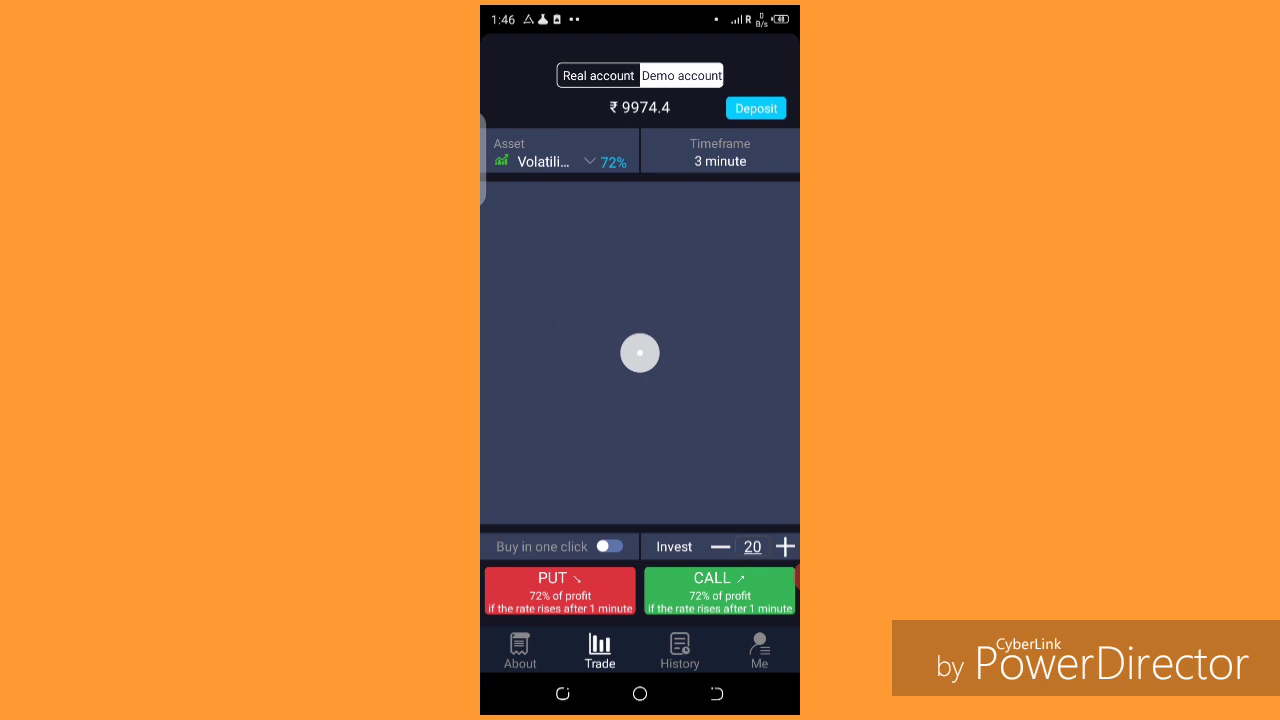 1:46
R 0 B/s 48
Real account Demo account
₹ 9974.4
Deposit
Asset
Volatili... 72%
Timeframe
3 minute
Buy in one click
Invest
20
PUT
72% of profit
if the rate rises after 1 minute
CALL
72% of profit
if the rate rises after 1 minute
About
Trade
History
Me
by CyberLink
PowerDirector